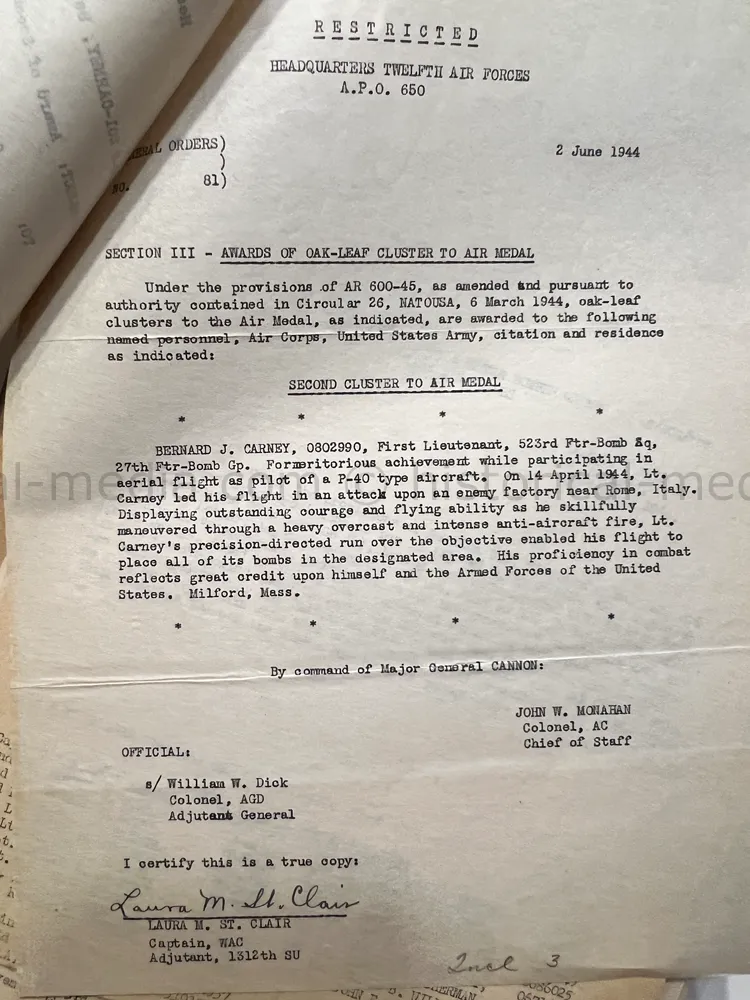 RESTRICTED
HEADQUARTERS TWELFTH AIR FORCES
A.P.O. 650
ORDERS)
2 June 1944
)
NO. 81)
SECTION III - AWARDS OF OAK-LEAF CLUSTER TO AIR MEDAL
Under the provisions of AR 600-45, as amended and pursuant to
authority contained in Circular 26, NATOUSA, 6 March 1944, oak-leaf
clusters to the Air Medal, as indicated, are awarded to the following
named personnel, Air Corps, United States Army, citation and residence
as indicated:
SECOND CLUSTER TO AIR MEDAL
* * * *
BERNARD J. CARNEY, 0802990, First Lieutenant, 523rd Ftr-Bomb Sq,
27th Ftr-Bomb Gp. Formeritorious achievement while participating in
aerial flight as pilot of a P-40 type aircraft. On 14 April 1944, Lt.
Carney led his flight in an attack upon an enemy factory near Rome, Italy.
Displaying outstanding courage and flying ability as he skillfully
maneuvered through a heavy overcast and intense anti-aircraft fire, Lt.
Carney's precision-directed run over the objective enabled his flight to
place all of its bombs in the designated area. His proficiency in combat
reflects great credit upon himself and the Armed Forces of the United
States. Milford, Mass.
* * * *
By command of Major General CANNON:
JOHN W. MONAHAN
Colonel, AC
Chief of Staff
OFFICIAL:
s/ William W. Dick
Colonel, AGD
Adjutant General
I certify this is a true copy:
Laura M. St. Clair
LAURA M. ST. CLAIR
Captain, WAC
Adjutant, 1312th SU
Incl 3